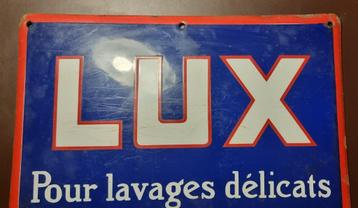 LUX
Pour lavages délicats